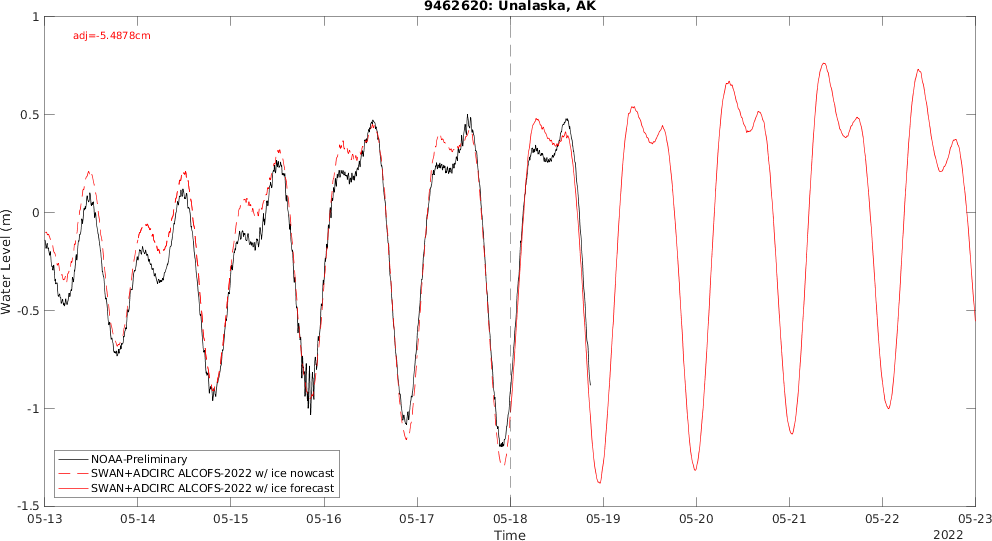 9462620: Unalaska, AK
adj=-5.4878cm
1
0.5
0
-0.5
-1
-1.5
Water Level (m)
NOAA-Preliminary
SWAN+ADCIRC ALCOFS-2022 w/ ice nowcast
SWAN+ADCIRC ALCOFS-2022 w/ ice forecast
05-13 05-14 05-15 05-16 05-17 05-18 05-19 05-20 05-21 05-22 05-23
Time
2022